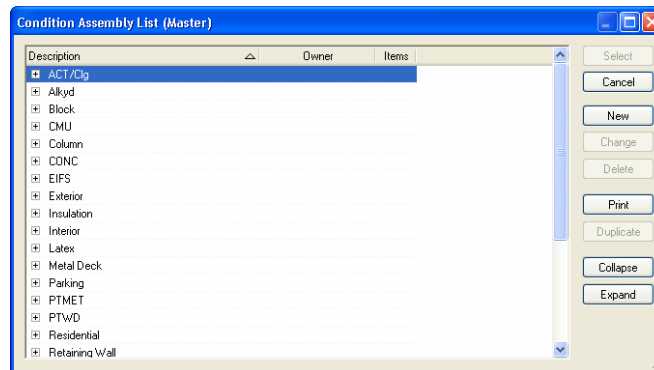 Condition Assembly List (Master)
Description Owner Items
ACT/Clg
Alkyd
Block
CMU
Column
CONC
EIFS
Exterior
Insulation
Interior
Latex
Metal Deck
Parking
PTMET
PTWD
Residential
Retaining Wall
Select
Cancel
New
Change
Delete
Print
Duplicate
Collapse
Expand